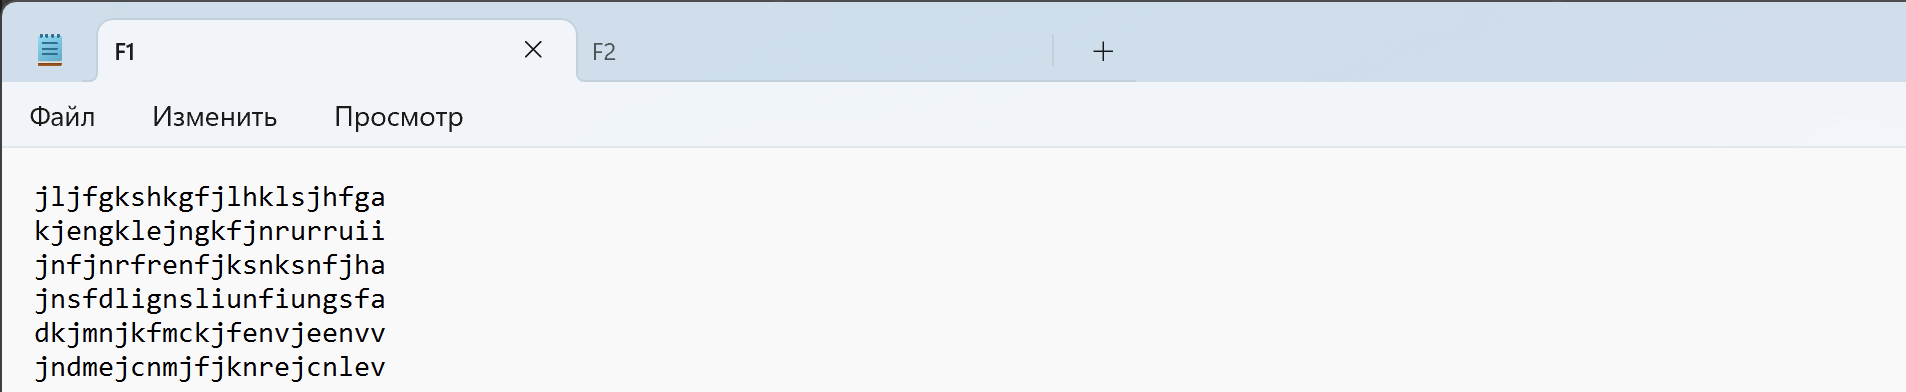 F1
F2
Файл Изменить Просмотр
jljfgkshkgfjlhklsjhfga
kjengklejngkfjnrurruii
jnfjnrfrenfjksnksnfjha
jnsfdlignsliunfiungsfa
dkjmnjkfmckjfenvjeenvv
jndmejcnmjfjknrejcnlev